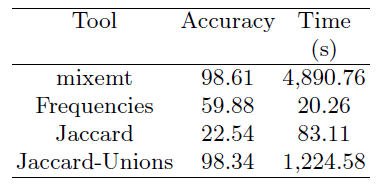 Tool Accuracy Time
(s)
mixemt 98.61 4,890.76
Frequencies 59.88 20.26
Jaccard 22.54 83.11
Jaccard-Unions 98.34 1,224.58